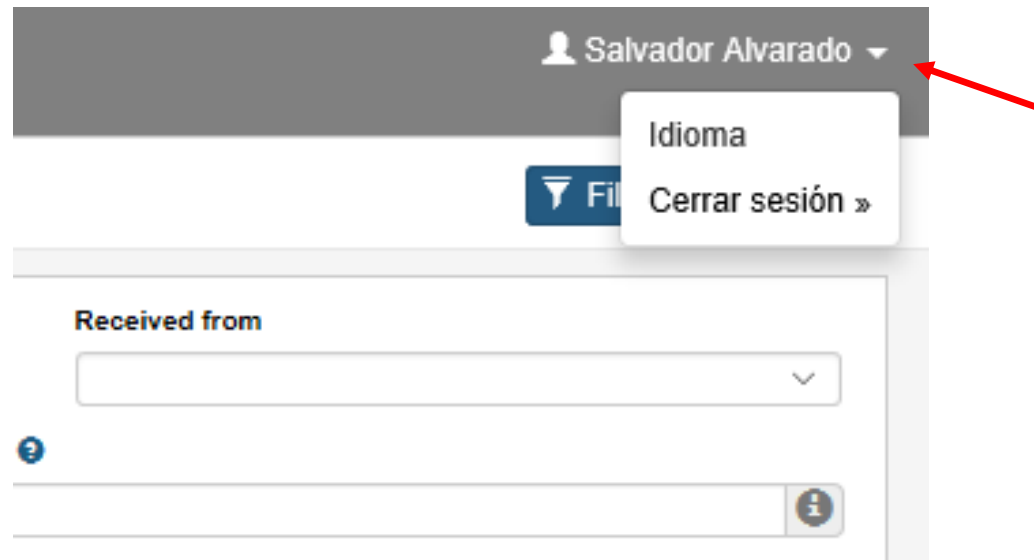 Salvador Alvarado
Idioma
Cerrar sesión »
Received from